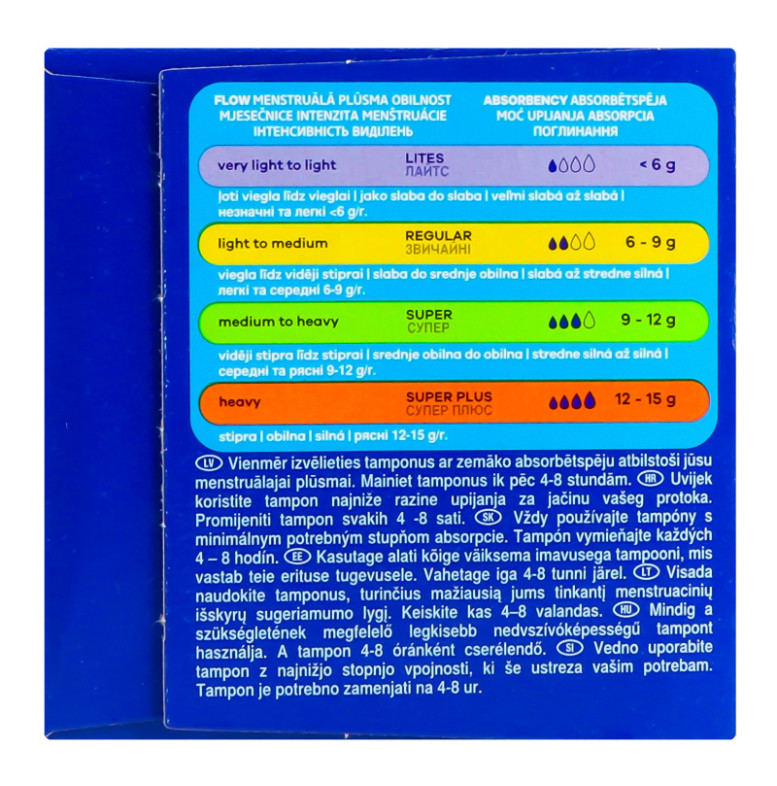 FLOW MENSTRUĀLĀ PLŪSMA OBILNOST
MJESEČNICE INTENZITA MENŠTRUÁCIE
ІНТЕНСИВНІСТЬ ВИДІЛЕНЬ
ABSORBENCY ABSORBĒTSPĒJA
MOĆ UPIJANJA ABSORPCIA
ПОГЛИНАННЯ
very light to light LITES < 6 g
ЛАЙТС
ļoti viegla līdz vieglai | jako slaba do slaba | veľmi slabá až slabá |
незначні та легкі <6 g/г.
light to medium REGULAR 6 - 9 g
ЗВИЧАЙНІ
viegla līdz vidēji stiprai | slaba do srednje obilna | slabá až stredne silná |
легкі та середні 6-9 g/г.
medium to heavy SUPER 9 - 12 g
СУПЕР
vidēji stipra līdz stiprai | srednje obilna do obilna | stredne silná až silná |
середні та рясні 9-12 g/г.
heavy SUPER PLUS 12 - 15 g
СУПЕР ПЛЮС
stipra | obilna | silná | рясні 12-15 g/г.
LV Vienmēr izvēlieties tamponus ar zemāko absorbētspēju atbilstoši jūsu
menstruālajai plūsmai. Mainiet tamponus ik pēc 4-8 stundām. HR Uvijek
koristite tampon najniže razine upijanja za jačinu vašeg protoka.
Promijeniti tampon svakih 4 -8 sati. SK Vždy používajte tampóny s
minimálnym potrebným stupňom absorpcie. Tampón vymieňajte každých
4 – 8 hodín. EE Kasutage alati kõige väiksema imavusega tampooni, mis
vastab teie erituse tugevusele. Vahetage iga 4-8 tunni järel. LT Visada
naudokite tamponus, turinčius mažiausią jums tinkantį menstruacinių
išskyrų sugeriamumo lygį. Keiskite kas 4–8 valandas. HU Mindig a
szükségletének megfelelő legkisebb nedvszívóképességű tampont
használja. A tampon 4-8 óránként cserélendő. SI Vedno uporabite
tampon z najnižjo stopnjo vpojnosti, ki še ustreza vašim potrebam.
Tampon je potrebno zamenjati na 4-8 ur.